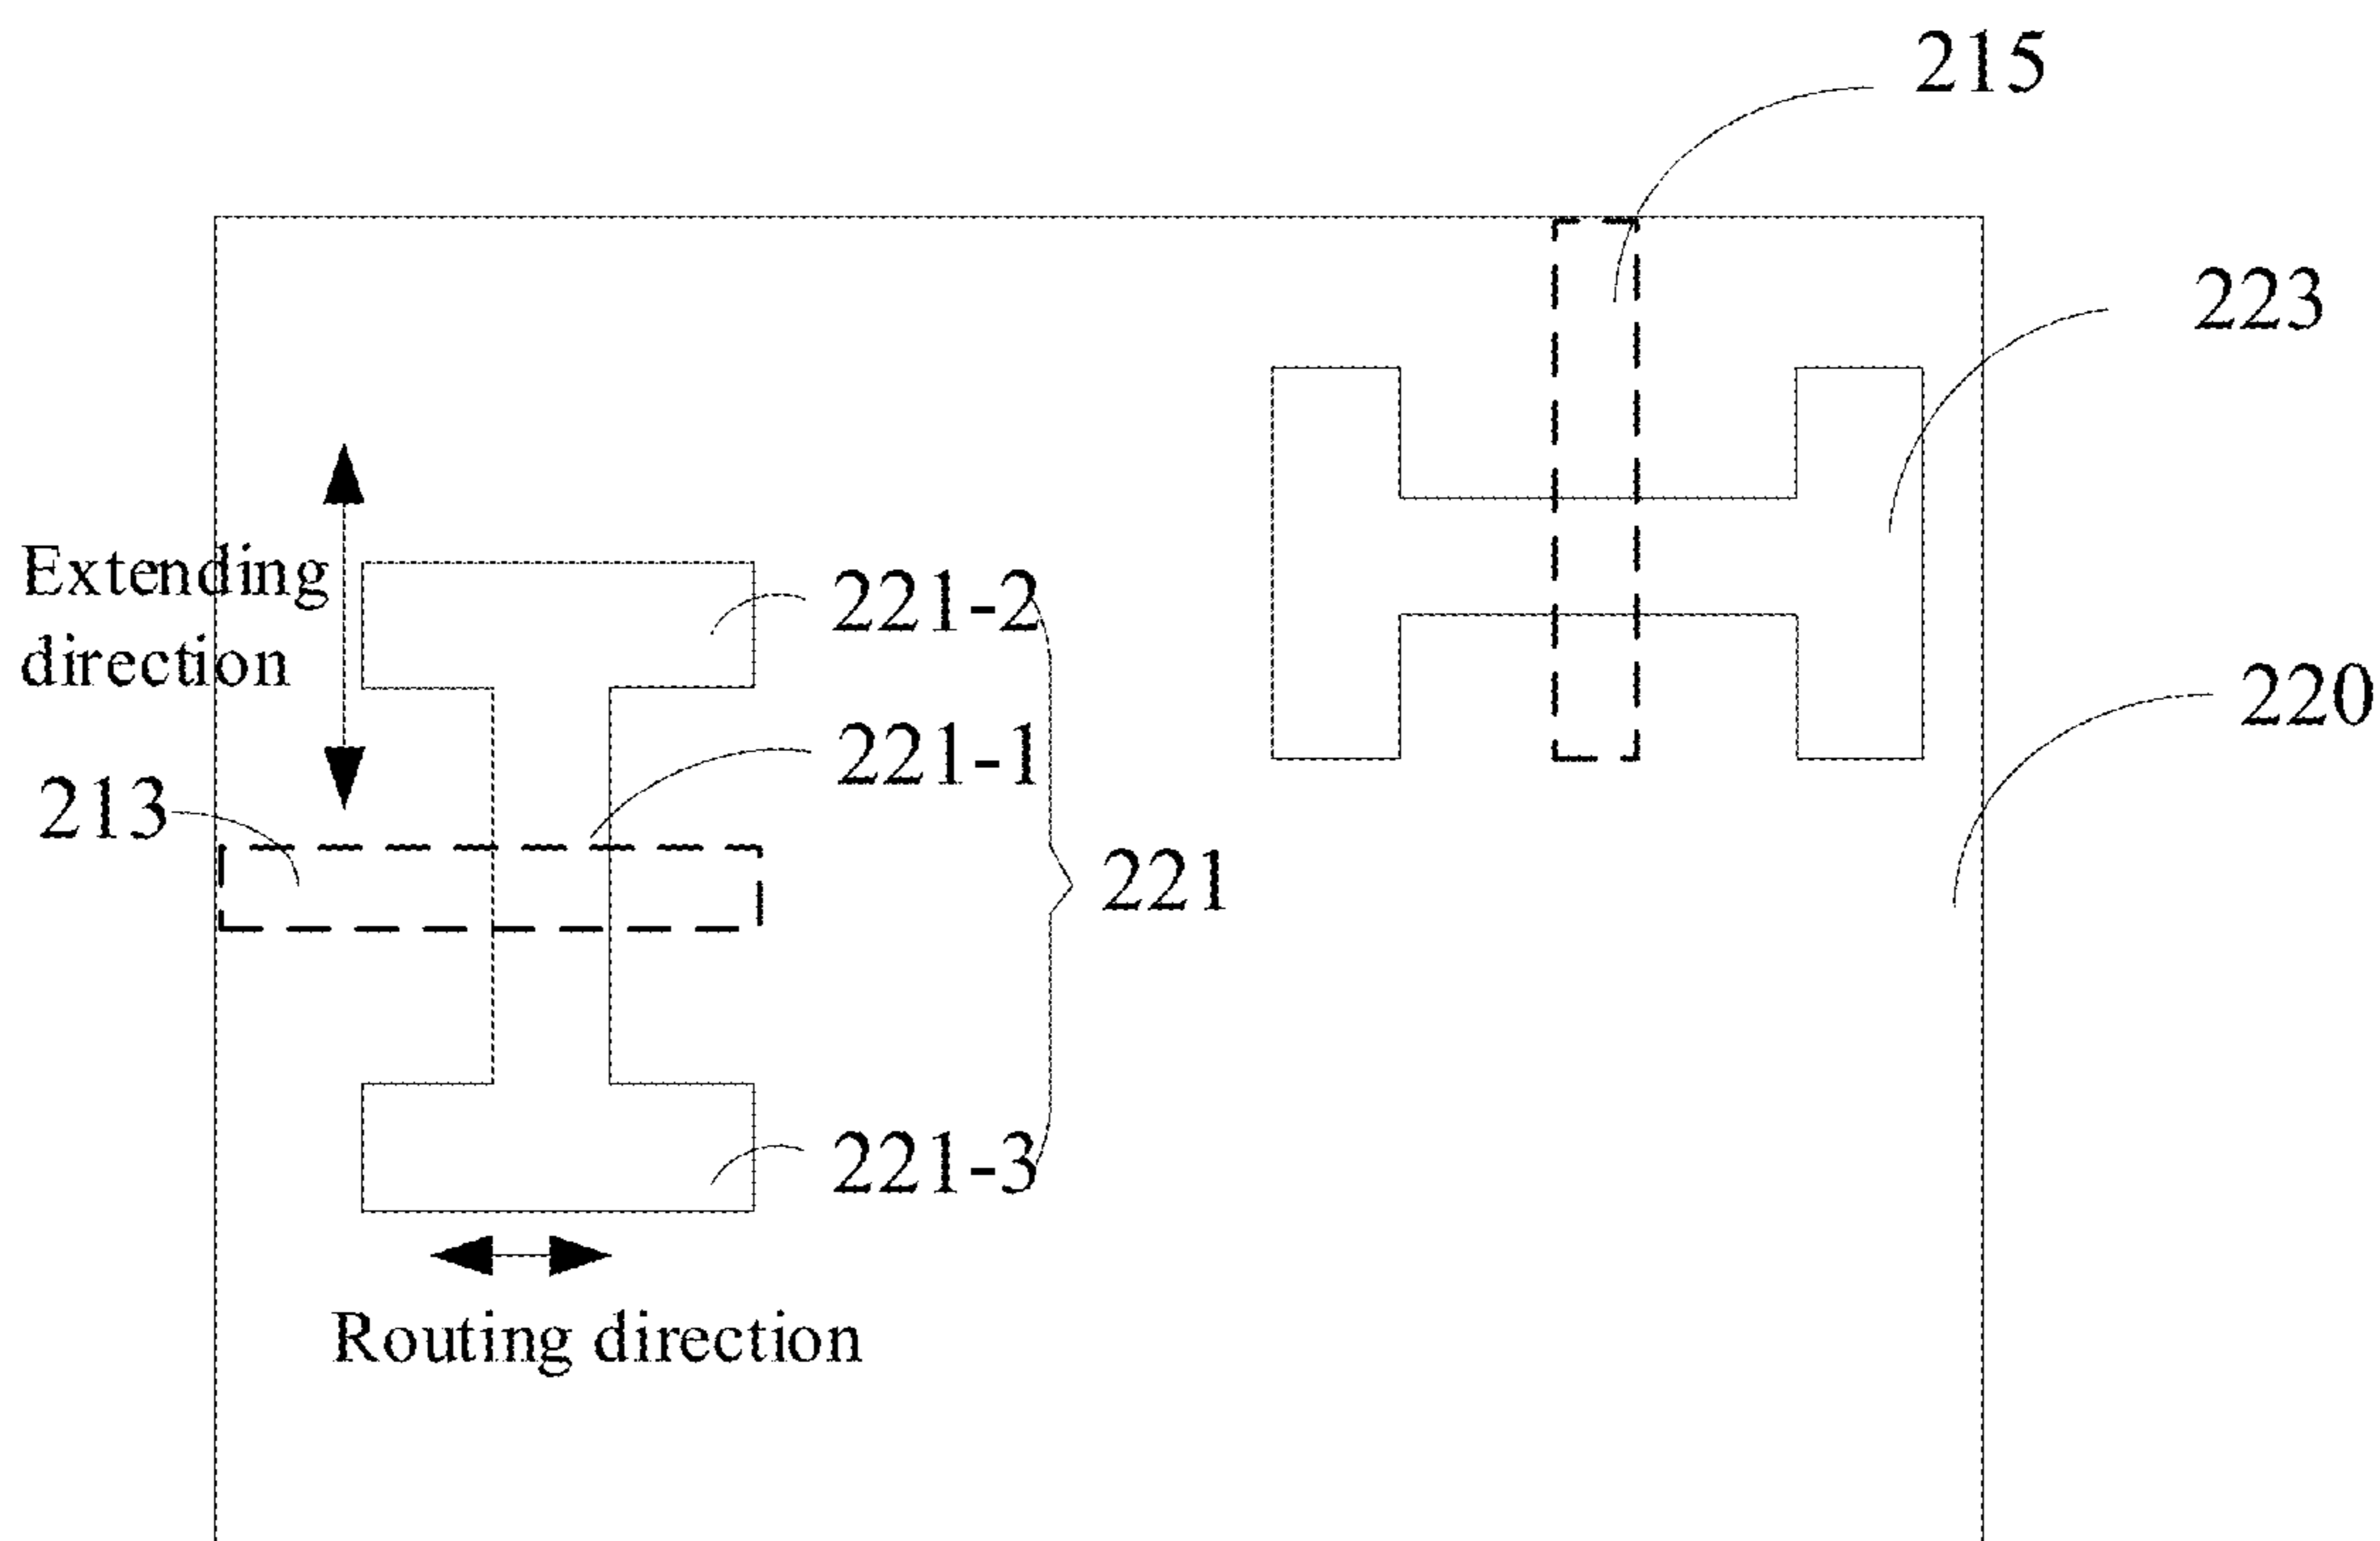 215
223
Extending
direction
221-2
220
221-1
213
221
221-3
Routing direction